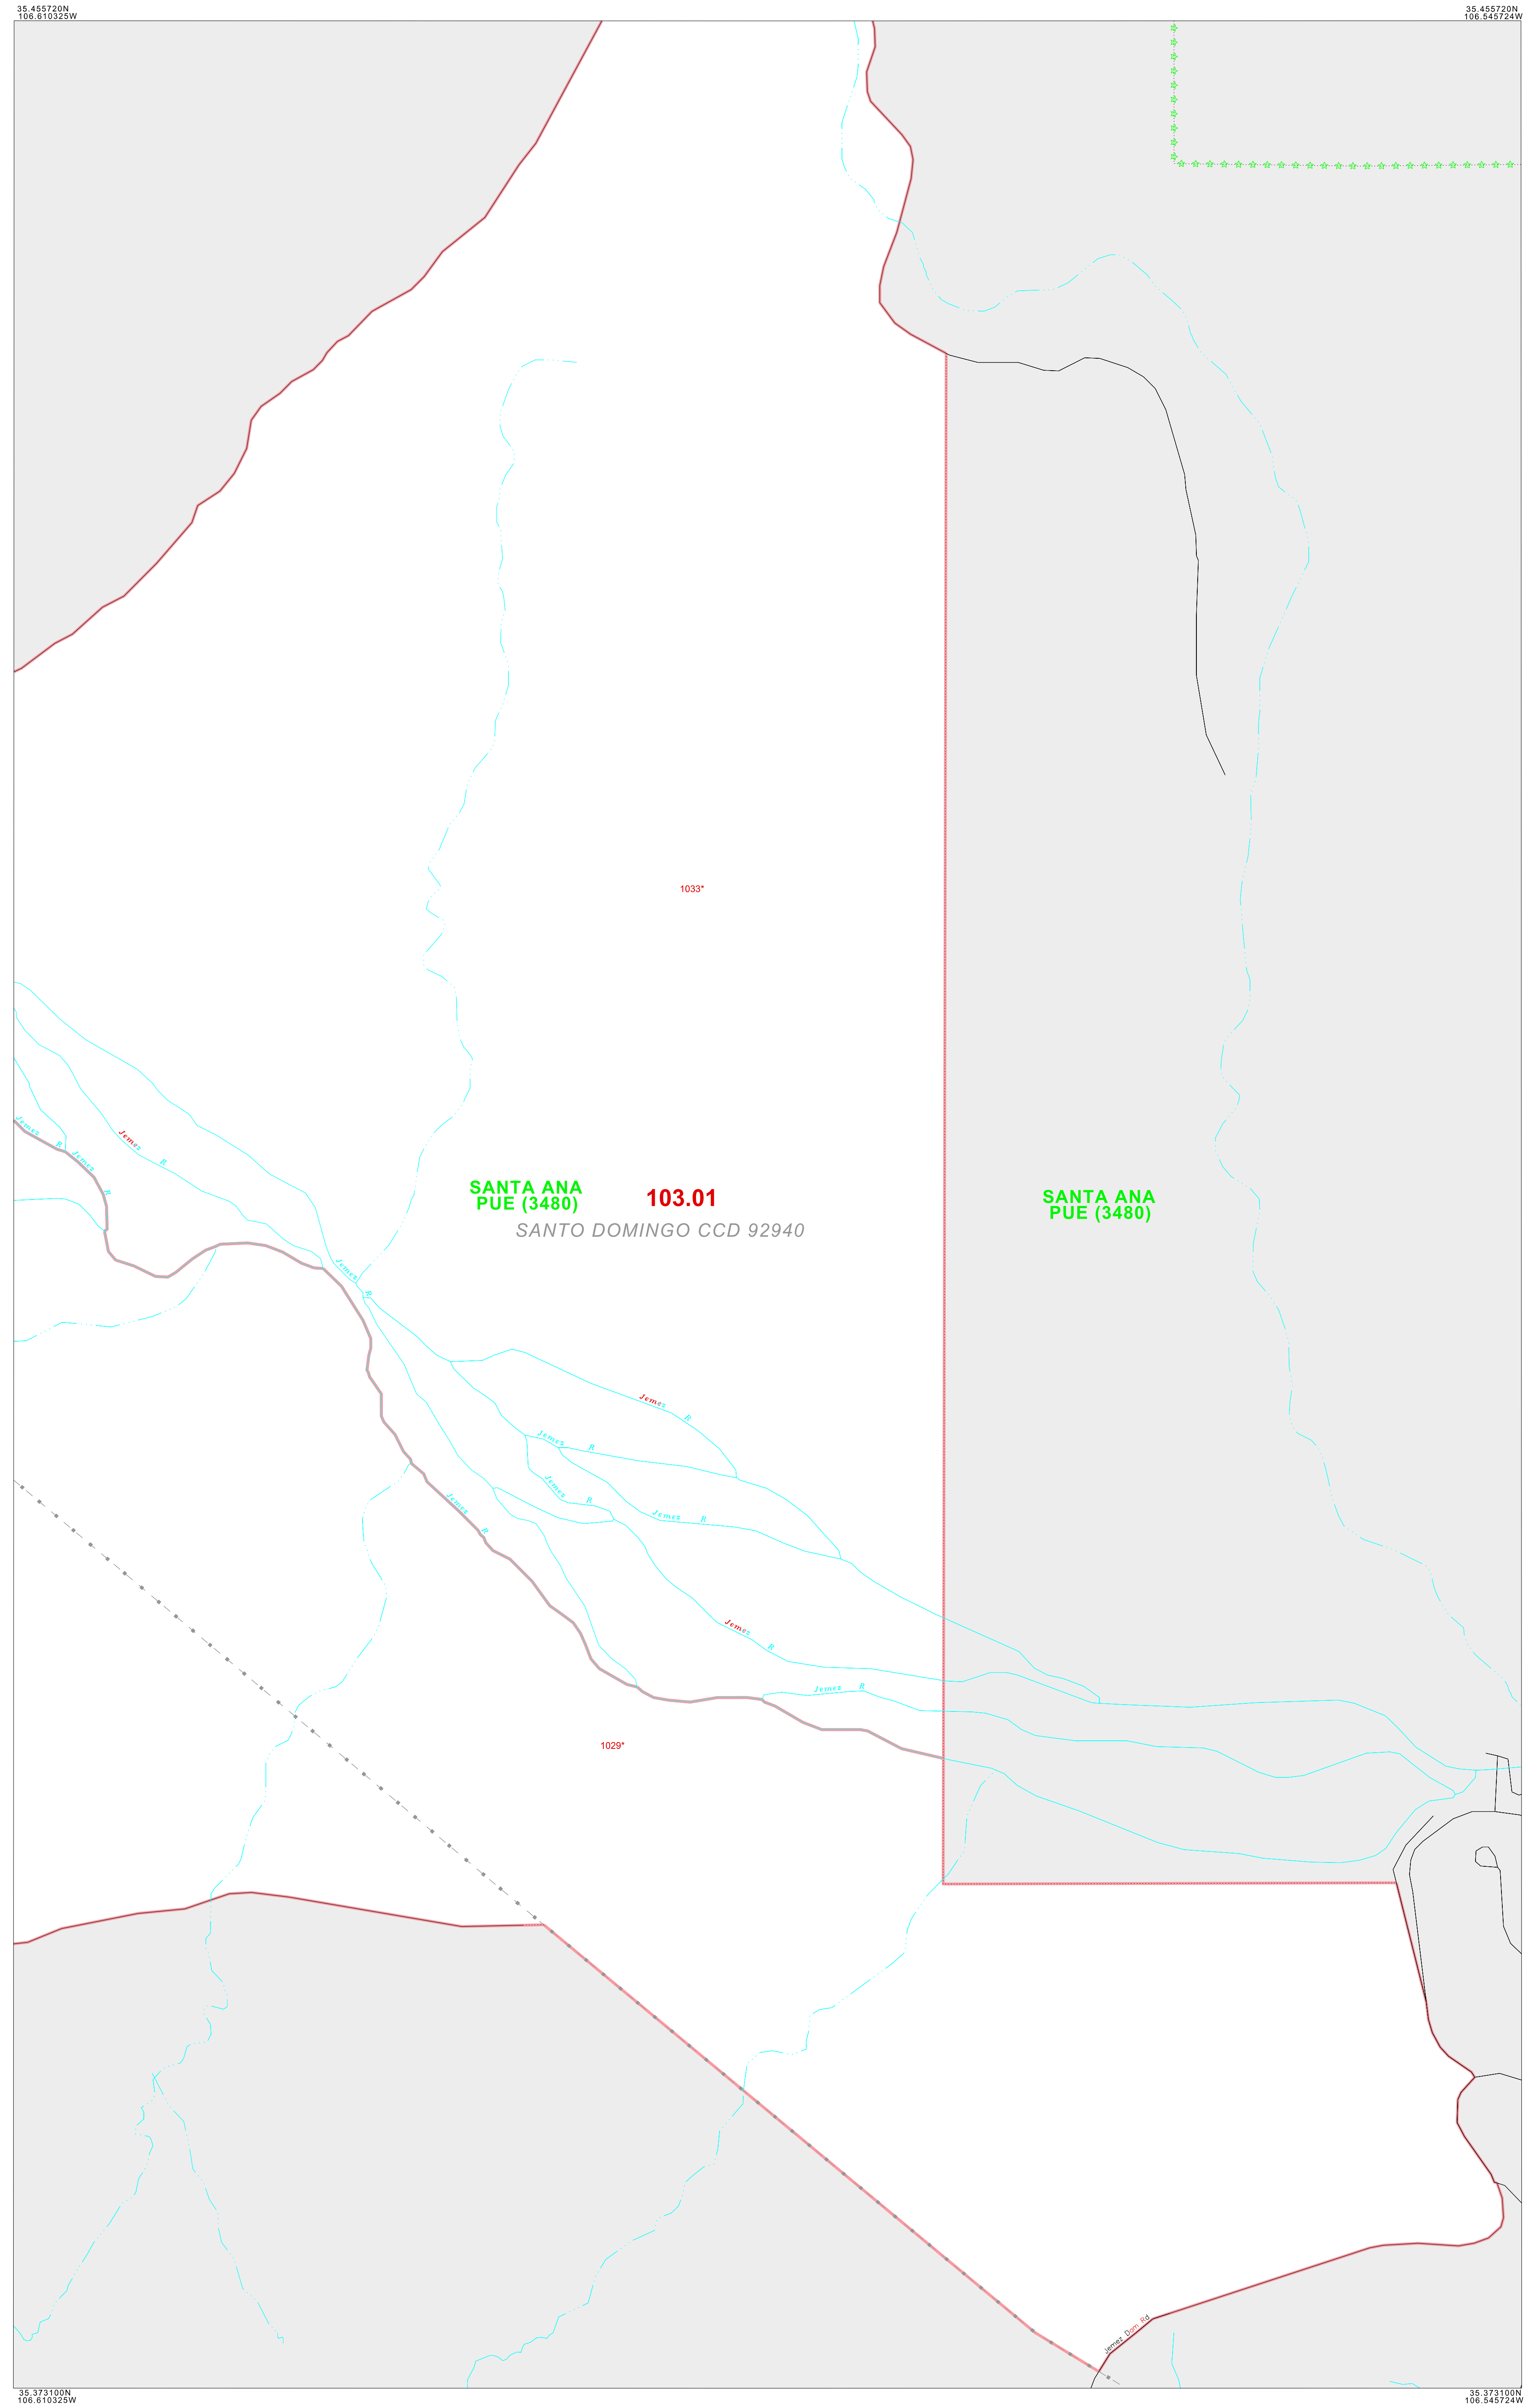 35.455720N
106.610325W
35.455720N
106.545724W
1033*
Jemez R
Jemez R
Jemez R
SANTA ANA
PUE (3480)
103.01
SANTO DOMINGO CCD 92940
SANTA ANA
PUE (3480)
Jemez R
Jemez R
Jemez R
Jemez R
Jemez R
Jemez R
Jemez R
Jemez R
1029*
Jemez Dam Rd
35.373100N
106.610325W
35.373100N
106.545724W